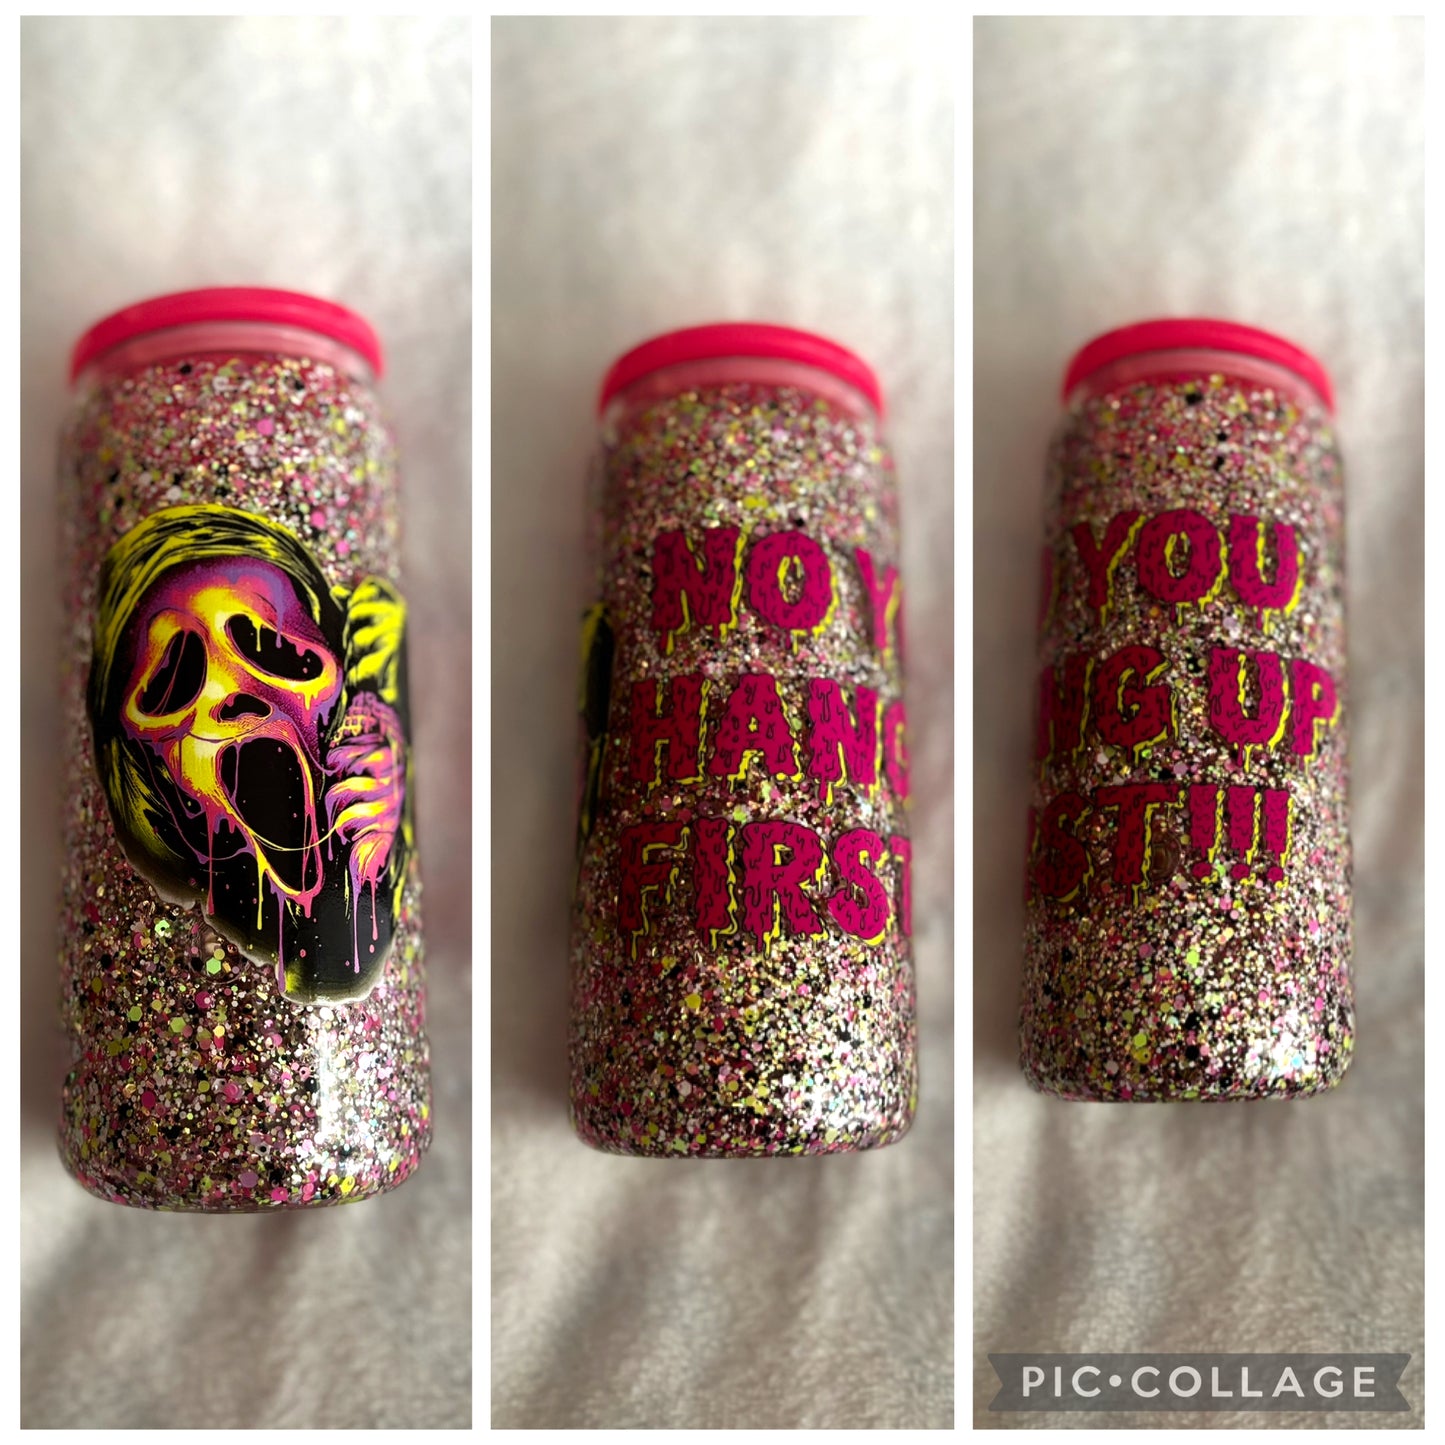 NO Y
HANG
FIRST
YOU
NG UP
ST!!!
PIC•COLLAGE